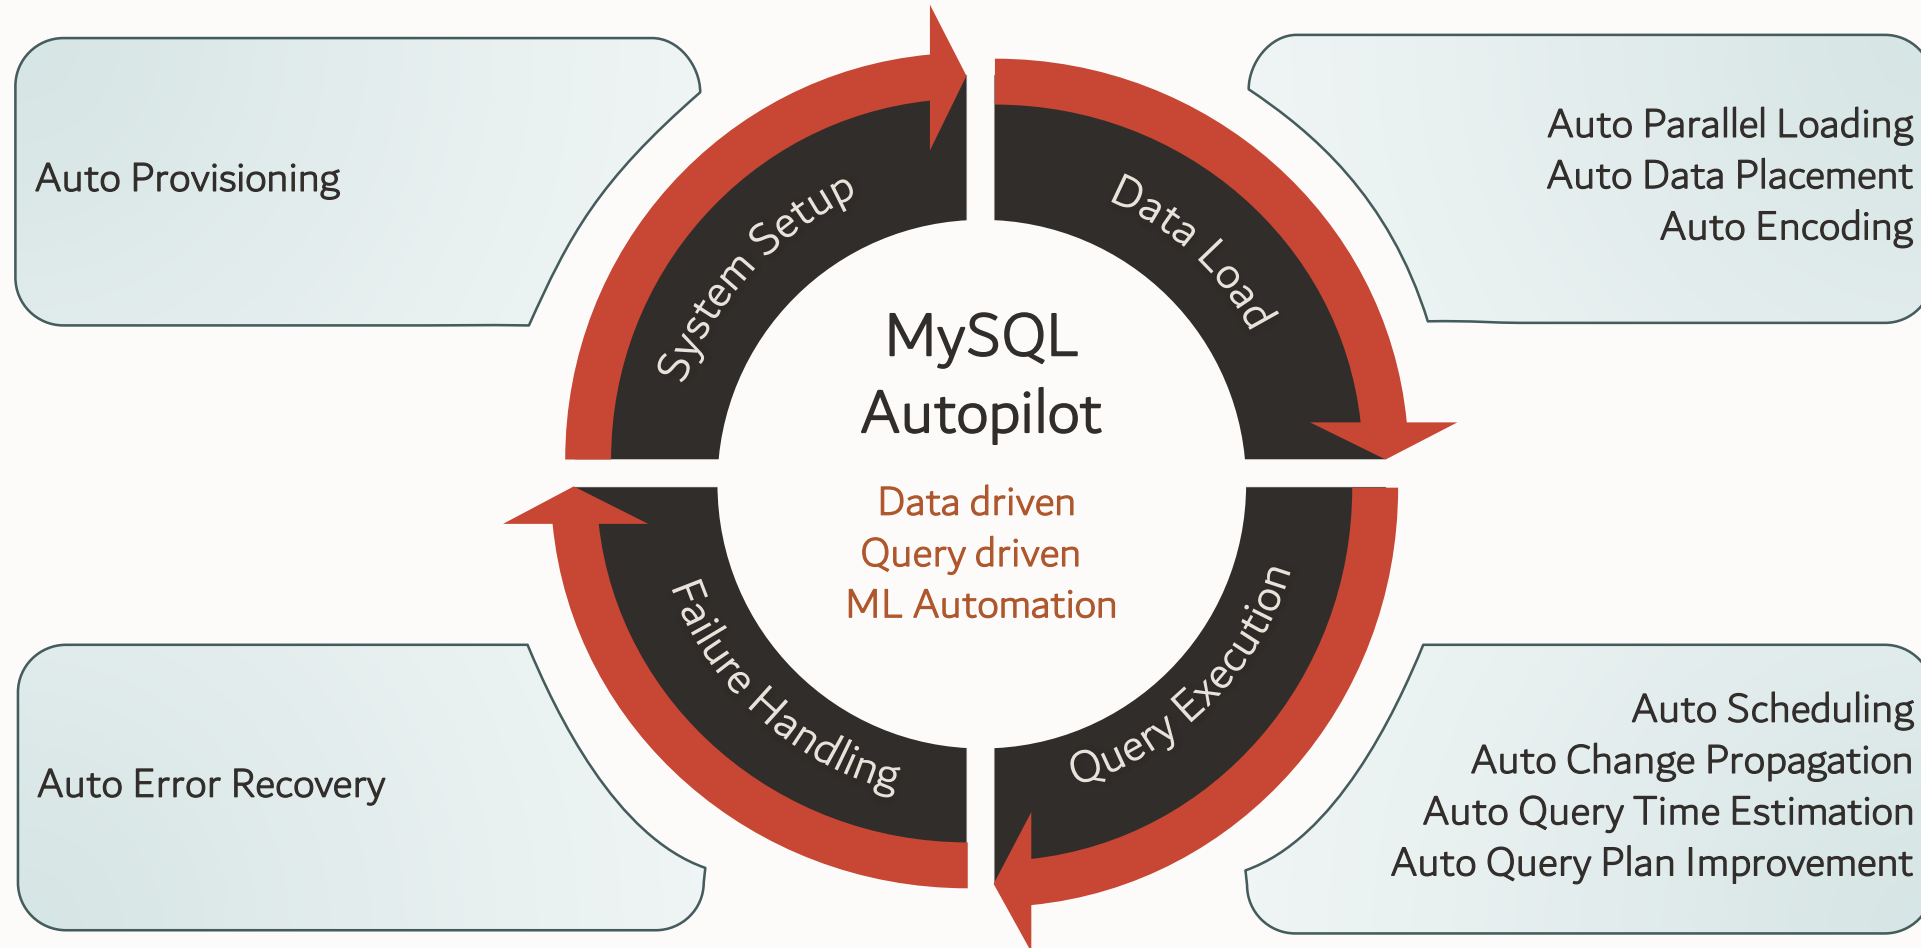 Auto Provisioning
System Setup
Data Load
Auto Parallel Loading
Auto Data Placement
Auto Encoding
MySQL
Autopilot
Data driven
Query driven
ML Automation
Failure Handling
Query Execution
Auto Error Recovery
Auto Scheduling
Auto Change Propagation
Auto Query Time Estimation
Auto Query Plan Improvement